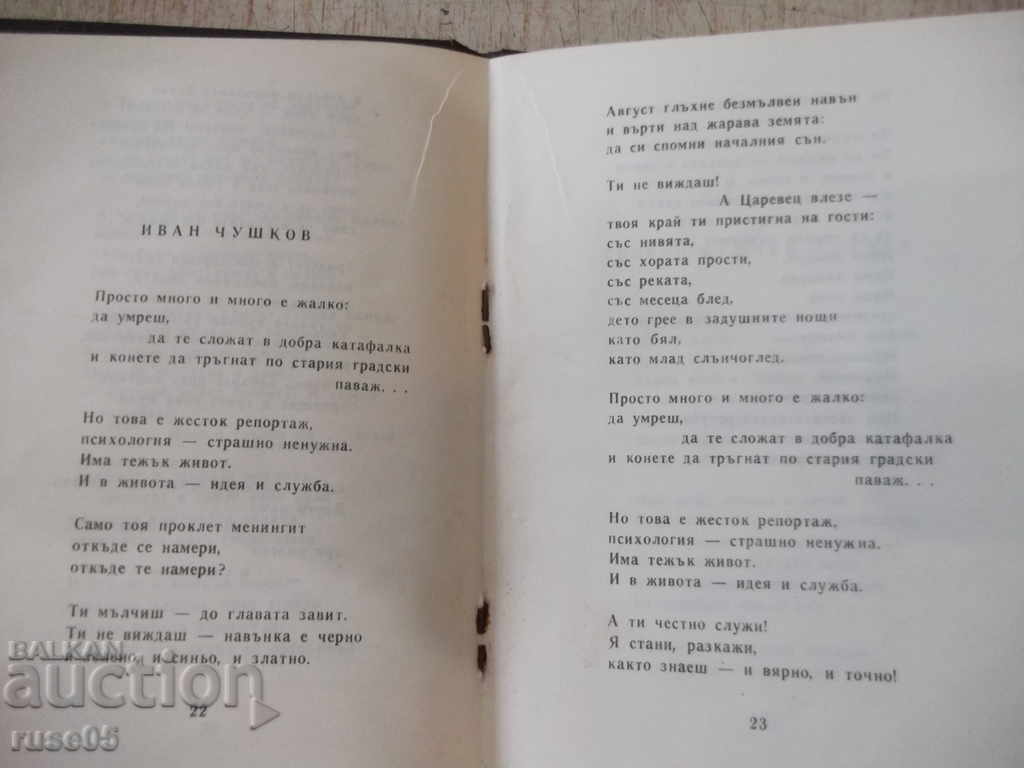 ИВАН ЧУШКОВ
Просто много и много е жалко:
да умреш,
да те сложат в добра катафалка
и конете да тръгнат по стария градски
паваж. . .
Но това е жесток репортаж,
психология — страшно ненужна.
Има тежък живот.
И в живота — идея и служба.
Само тоя проклет менингит
откъде се намери,
откъде те намери?
Ти мълчиш — до главата завит.
Ти не виждаш — навънка е черно
и синьо, и златно.
22
Август глъхне безмълвен навън
и върти над жарава земята:
да си спомни началния сън.
Ти не виждаш!
А Царевец влезе —
твоя край ти пристигна на гости:
със нивята,
със хората прости,
със реката,
със месеца блед,
дето грее в задушните нощи
като бял,
като млад слънчоглед.
Просто много и много е жалко:
да умреш,
да те сложат в добра катафалка
и конете да тръгнат по стария градски
паваж. . .
Но това е жесток репортаж,
психология — страшно ненужна.
Има тежък живот.
И в живота — идея и служба.
А ти честно служи!
Я стани, разкажи,
както знаеш — и вярно, и точно!
23
BALKAN
auction
ruse05